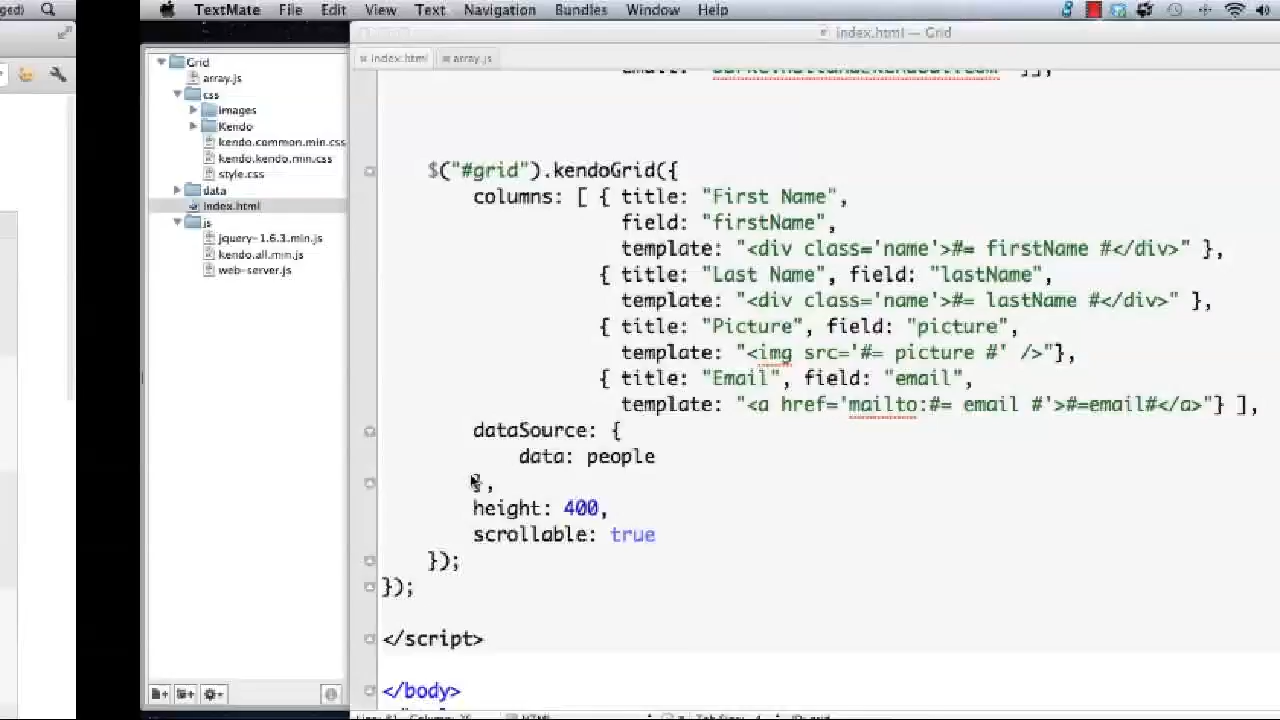 TextMate File Edit View Text Navigation Bundles Window Help
index.html — Grid
index.html
array.js
Grid
array.js
css
images
Kendo
kendo.common.min.css
kendo.kendo.min.css
style.css
data
index.html
js
jquery-1.6.3.min.js
kendo.all.min.js
web-server.js
$("#grid").kendoGrid({
columns: [ { title: "First Name",
field: "firstName",
template: "<div class='name'>#= firstName #</div>" },
{ title: "Last Name", field: "lastName",
template: "<div class='name'>#= lastName #</div>" },
{ title: "Picture", field: "picture",
template: "<img src='#= picture #' />"},
{ title: "Email", field: "email",
template: "<a href='mailto:#= email #'>#=email#</a>"} ],
dataSource: {
data: people
},
height: 400,
scrollable: true
});
});
</script>
</body>